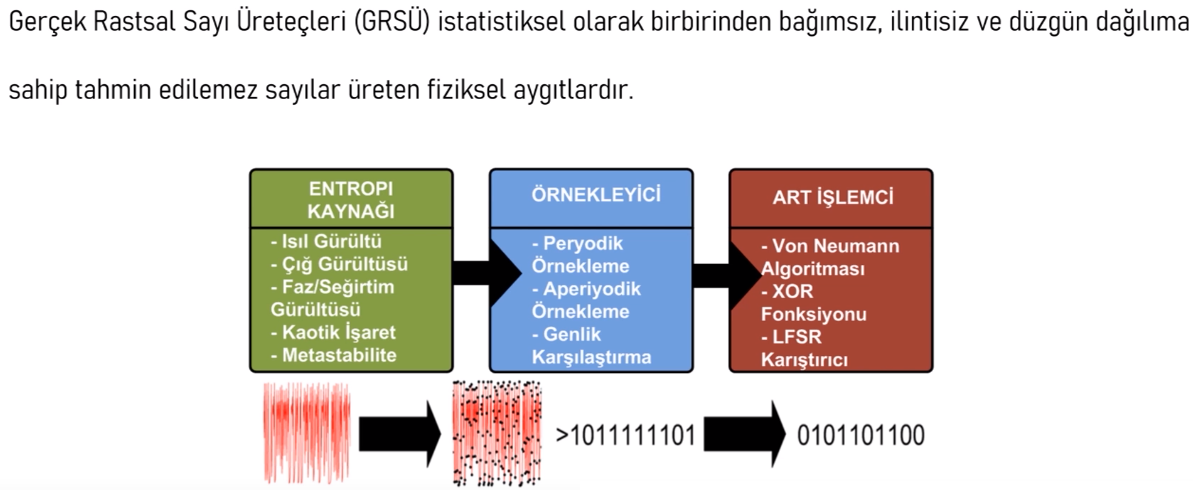 Gerçek Rastsal Sayı Üreteçleri (GRSÜ) istatistiksel olarak birbirinden bağımsız, ilintisiz ve düzgün dağılıma
sahip tahmin edilemez sayılar üreten fiziksel aygıtlardır.
ENTROPI
KAYNAĞI
- Isıl Gürültü
- Çığ Gürültüsü
- Faz/Seğirtim
Gürültüsü
- Kaotik İşaret
- Metastabilite
ÖRNEKLEYİCİ
- Peryodik
Örnekleme
- Aperiyodik
Örnekleme
- Genlik
Karşılaştırma
ART İŞLEMCİ
- Von Neumann
Algoritması
- XOR
Fonksiyonu
- LFSR
Karıştırıcı
>1011111101
0101101100